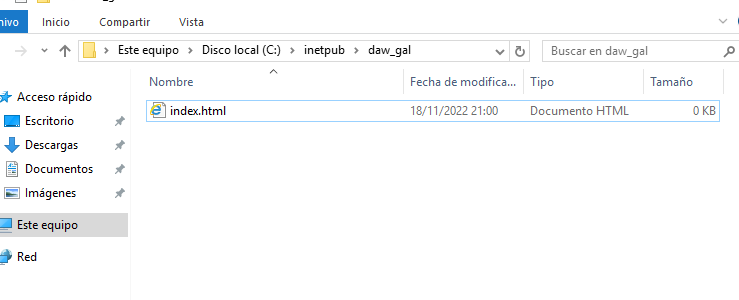 nivo Inicio Compartir Vista
Este equipo Disco local (C:) inetpub daw_gal Buscar en daw_gal
Nombre Fecha de modifica... Tipo Tamaño
Acceso rápido
index.html 18/11/2022 21:00 Documento HTML 0 KB
Escritorio
Descargas
Documentos
Imágenes
Este equipo
Red